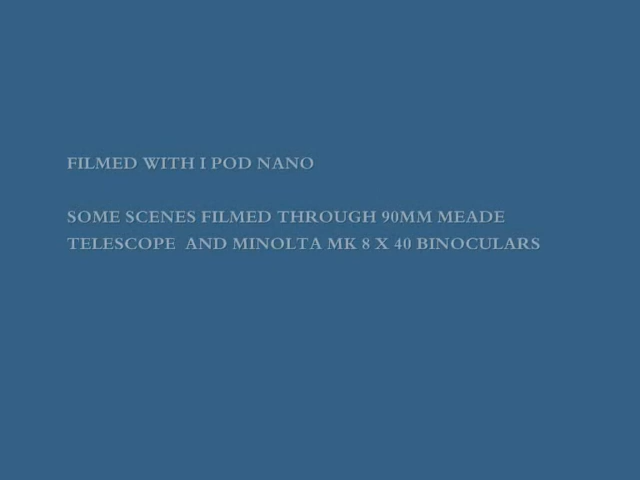 FILMED WITH I POD NANO
SOME SCENES FILMED THROUGH 90MM MEADE
TELESCOPE  AND MINOLTA MK 8 X 40 BINOCULARS